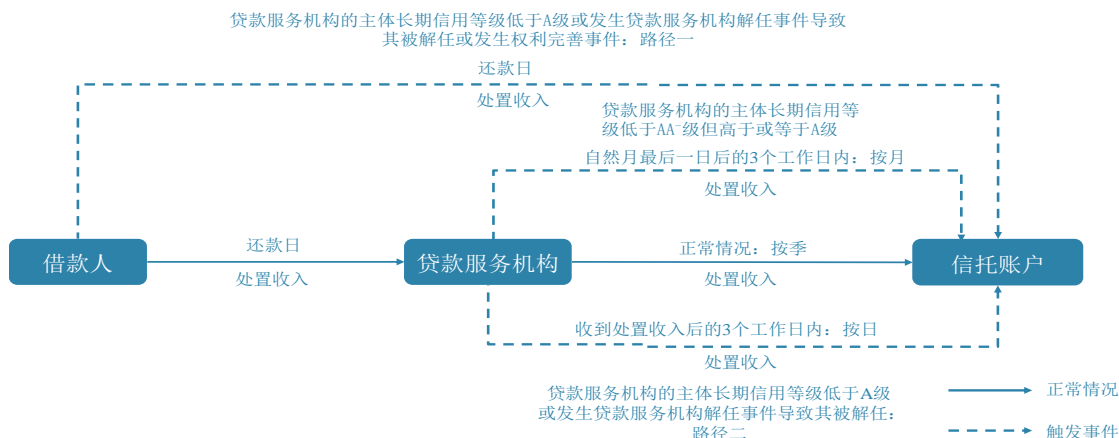 贷款服务机构的主体长期信用等级低于A级或发生贷款服务机构解任事件导致
其被解任或发生权利完善事件：路径一
还款日
处置收入
贷款服务机构的主体长期信用等
级低于AA⁻级但高于或等于A级
自然月最后一日后的3个工作日内：按月
处置收入
借款人
还款日
处置收入
贷款服务机构
正常情况：按季
处置收入
信托账户
收到处置收入后的3个工作日内：按日
处置收入
贷款服务机构的主体长期信用等级低于A级
或发生贷款服务机构解任事件导致其被解任：
路径二
正常情况
触发事件